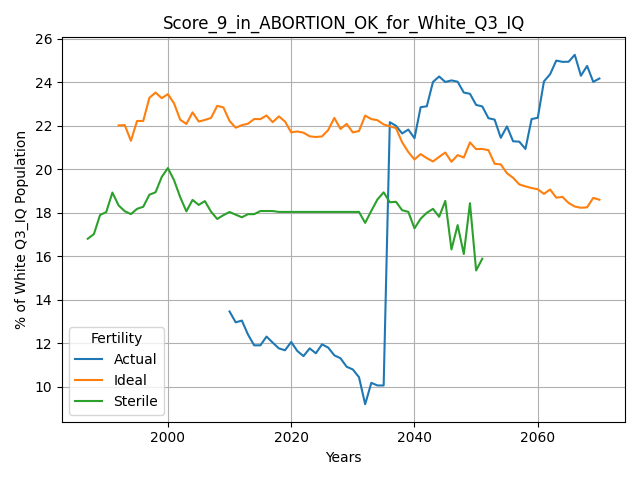 Score_9_in_ABORTION_OK_for_White_Q3_IQ
% of White Q3_IQ Population
26
24
22
20
18
16
14
12
10
Fertility
Actual
Ideal
Sterile
2000
2020
2040
2060
Years